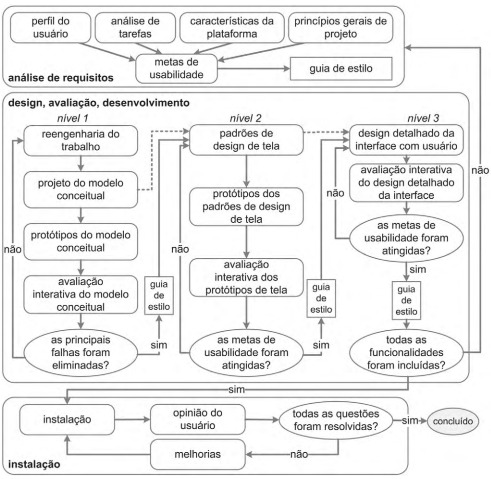 perfil do
usuário
análise de
tarefas
características da
plataforma
princípios gerais de
projeto
metas de
usabilidade
guia de estilo
análise de requisitos
design, avaliação, desenvolvimento
nível 1
reengenharia do
trabalho
projeto do modelo
conceitual
protótipos do modelo
conceitual
avaliação
interativa do modelo
conceitual
as principais
falhas foram
eliminadas?
não
sim
guia
de
estilo
nível 2
padrões de
design de tela
protótipos dos
padrões de design
de tela
avaliação
interativa dos
protótipos de tela
as metas de
usabilidade foram
atingidas?
não
sim
guia
de
estilo
nível 3
design detalhado da
interface com usuário
avaliação interativa
do design detalhado
da interface
as metas de
usabilidade foram
atingidas?
não
sim
guia
de
estilo
todas as
funcionalidades
foram incluídas?
não
sim
instalação
opinião do
usuário
todas as questões
foram resolvidas?
sim
concluído
não
melhorias
instalação